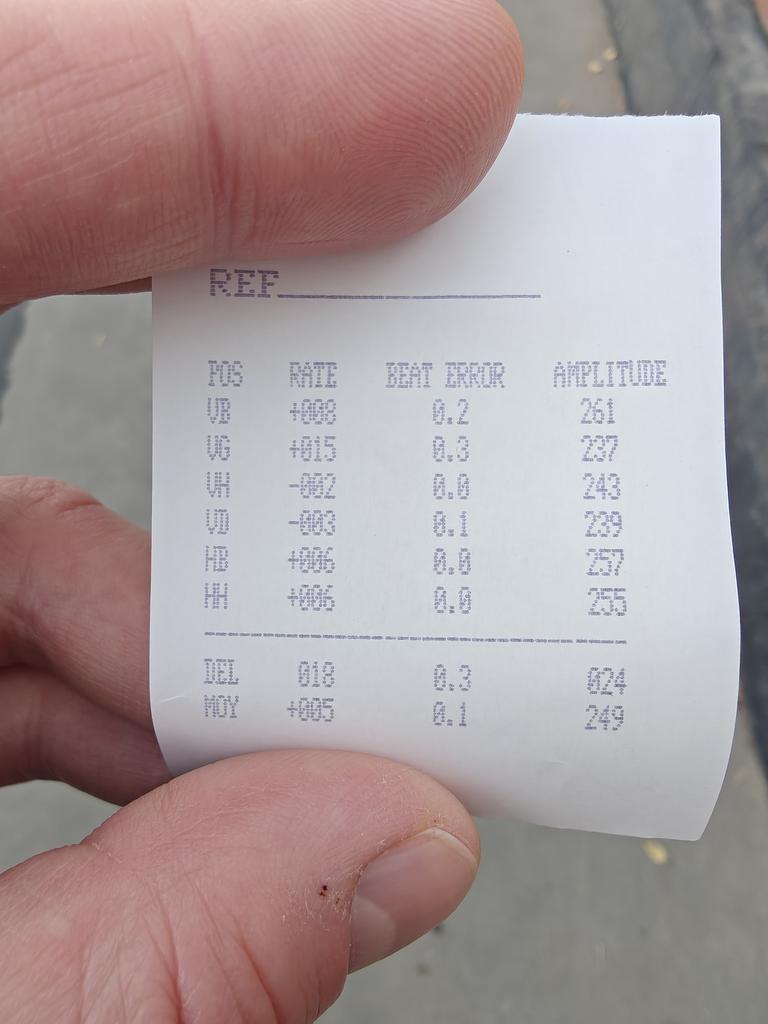 REF
POS RATE BEAT ERROR AMPLITUDE
VB +008 0.2 261
VG +015 0.3 237
VH -002 0.0 243
VD -003 0.1 239
HB +006 0.0 257
HH +006 0.0 255
DEL 018 0.3 024
MOY +005 0.1 249